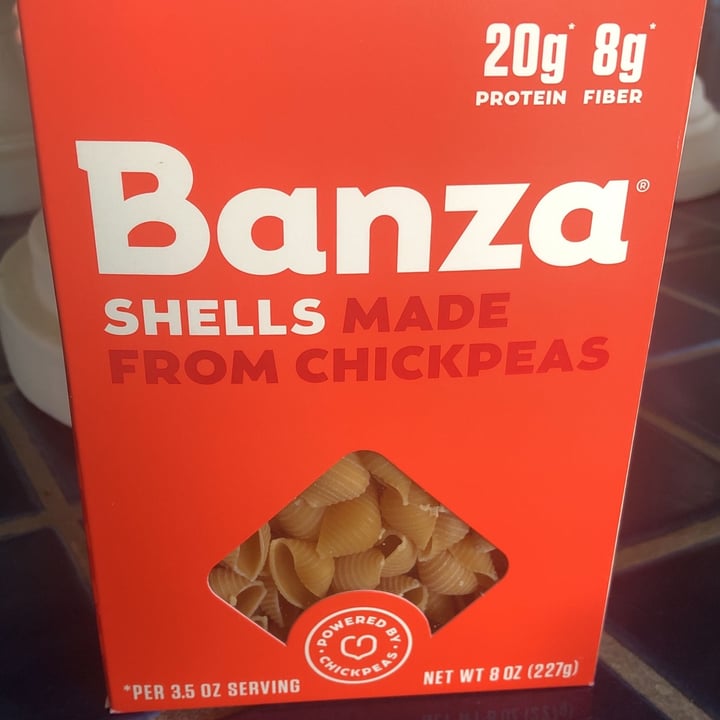 20g* 8g*
PROTEIN FIBER
Banza®
SHELLS MADE
FROM CHICKPEAS
POWERED BY
CHICKPEAS
*PER 3.5 OZ SERVING
NET WT 8 OZ (227g)